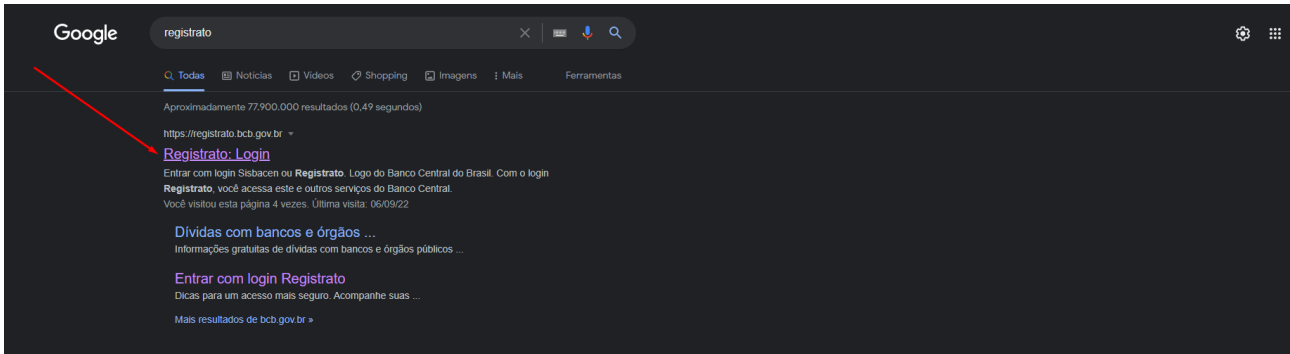 Google
registrato
Todas Notícias Vídeos Shopping Imagens Mais Ferramentas
Aproximadamente 77.900.000 resultados (0,49 segundos)
https://registrato.bcb.gov.br
Registrato: Login
Entrar com login Sisbacen ou Registrato. Logo do Banco Central do Brasil. Com o login
Registrato, você acessa este e outros serviços do Banco Central.
Você visitou esta página 4 vezes. Última visita: 06/09/22
Dívidas com bancos e órgãos ...
Informações gratuitas de dívidas com bancos e órgãos públicos ...
Entrar com login Registrato
Dicas para um acesso mais seguro. Acompanhe suas ...
Mais resultados de bcb.gov.br »